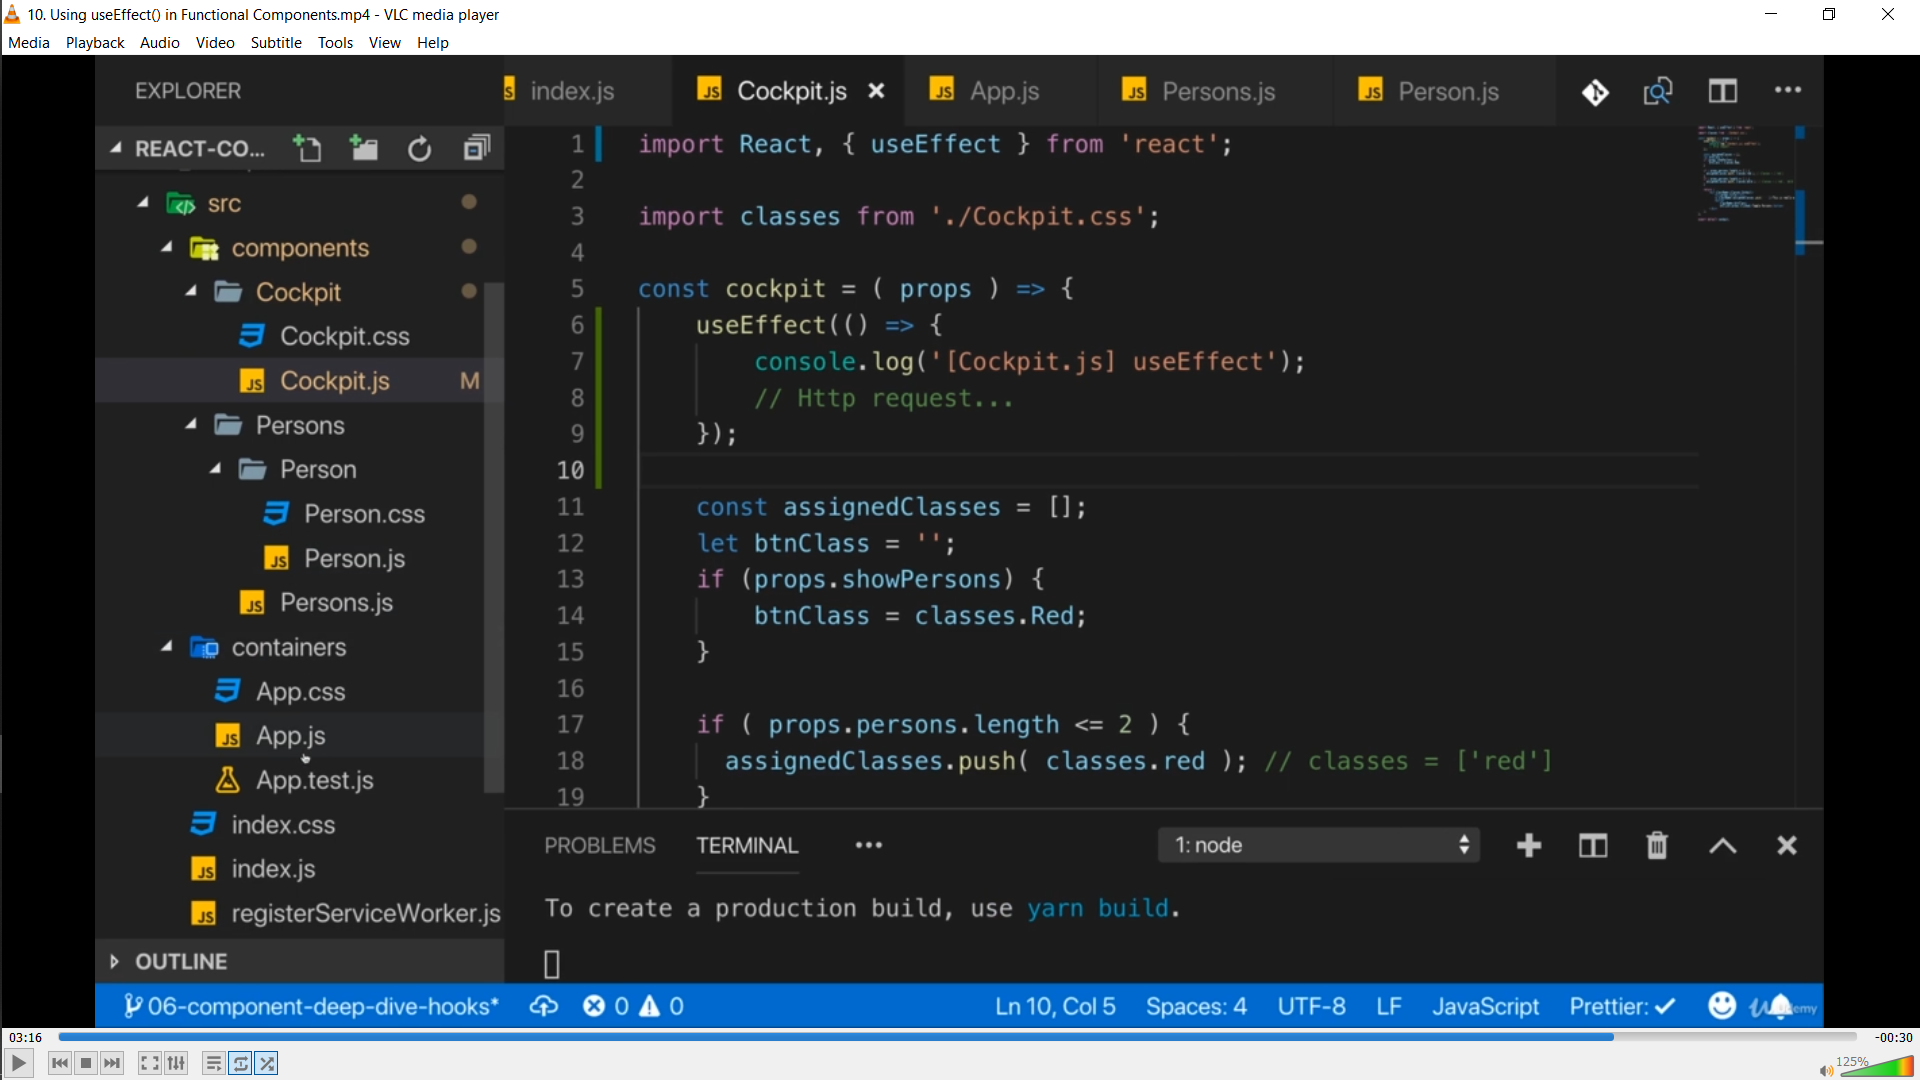 10. Using useEffect() in Functional Components.mp4 - VLC media player
Media Playback Audio Video Subtitle Tools View Help
EXPLORER
index.js Cockpit.js App.js Persons.js Person.js
REACT-CO...
src
components
Cockpit
Cockpit.css
Cockpit.js M
Persons
Person
Person.css
Person.js
Persons.js
containers
App.css
App.js
App.test.js
index.css
index.js
registerServiceWorker.js
OUTLINE
1 import React, { useEffect } from 'react';
2
3 import classes from './Cockpit.css';
4
5 const cockpit = ( props ) => {
6 useEffect(() => {
7 console.log('[Cockpit.js] useEffect');
8 // Http request...
9 });
10
11 const assignedClasses = [];
12 let btnClass = '';
13 if (props.showPersons) {
14 btnClass = classes.Red;
15 }
16
17 if ( props.persons.length <= 2 ) {
18 assignedClasses.push( classes.red ); // classes = ['red']
19 }
PROBLEMS TERMINAL ••• 1: node
To create a production build, use yarn build.
06-component-deep-dive-hooks* 0 0 Ln 10, Col 5 Spaces: 4 UTF-8 LF JavaScript Prettier: ✓
03:16 -00:30
125%